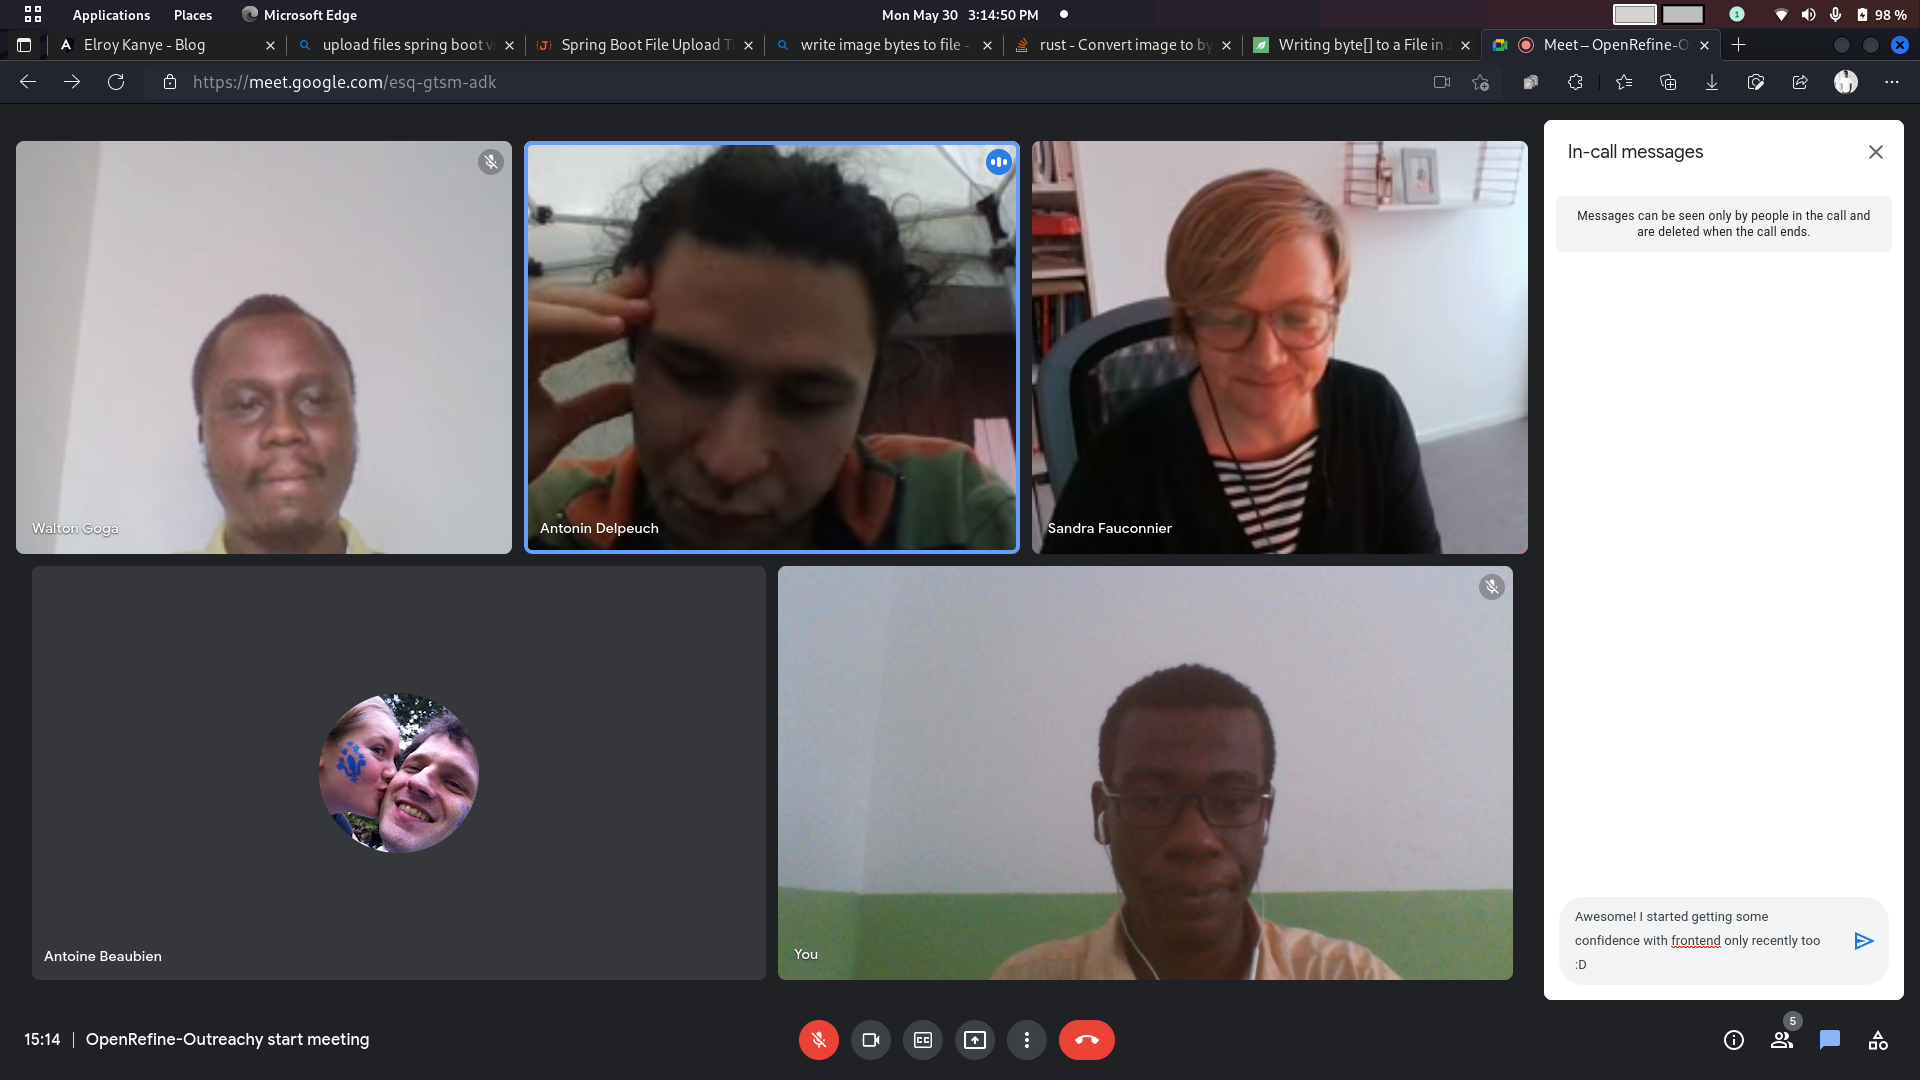 Applications Places Microsoft Edge Mon May 30 3:14:50 PM 1 98 %
Elroy Kanye - Blog upload files spring boot vi Spring Boot File Upload T write image bytes to file - rust - Convert image to by Writing byte[] to a File in J Meet – OpenRefine-O
https://meet.google.com/esq-gtsm-adk
In-call messages
Messages can be seen only by people in the call and
are deleted when the call ends.
Walton Goga
Antonin Delpeuch
Sandra Fauconnier
Antoine Beaubien
You
Awesome! I started getting some
confidence with frontend only recently too
:D
15:14 | OpenRefine-Outreachy start meeting
CC
5